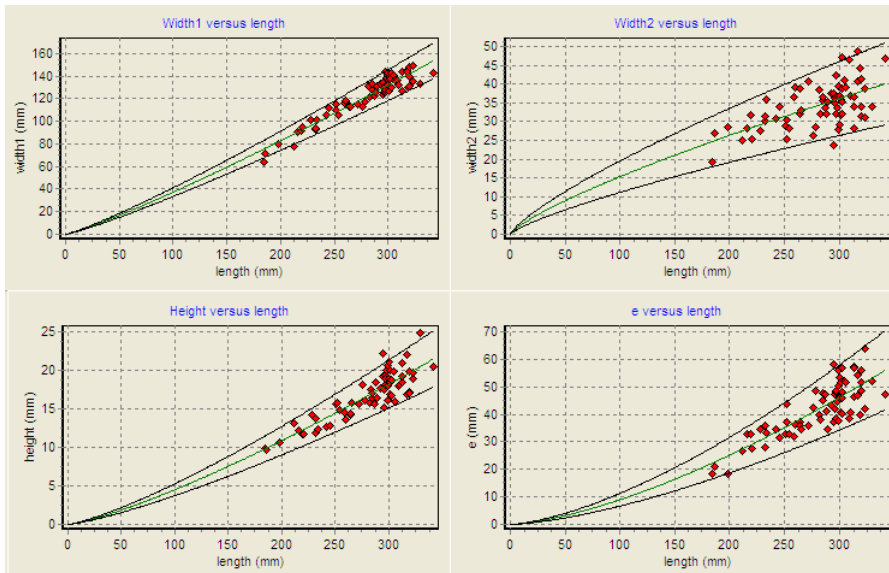 Width1 versus length
160
140
120
100
80
60
40
20
0
width1 (mm)
0 50 100 150 200 250 300
length (mm)
Width2 versus length
50
45
40
35
30
25
20
15
10
5
0
width2 (mm)
0 50 100 150 200 250 300
length (mm)
Height versus length
25
20
15
10
5
0
height (mm)
0 50 100 150 200 250 300
length (mm)
e versus length
70
60
50
40
30
20
10
0
e (mm)
0 50 100 150 200 250 300
length (mm)